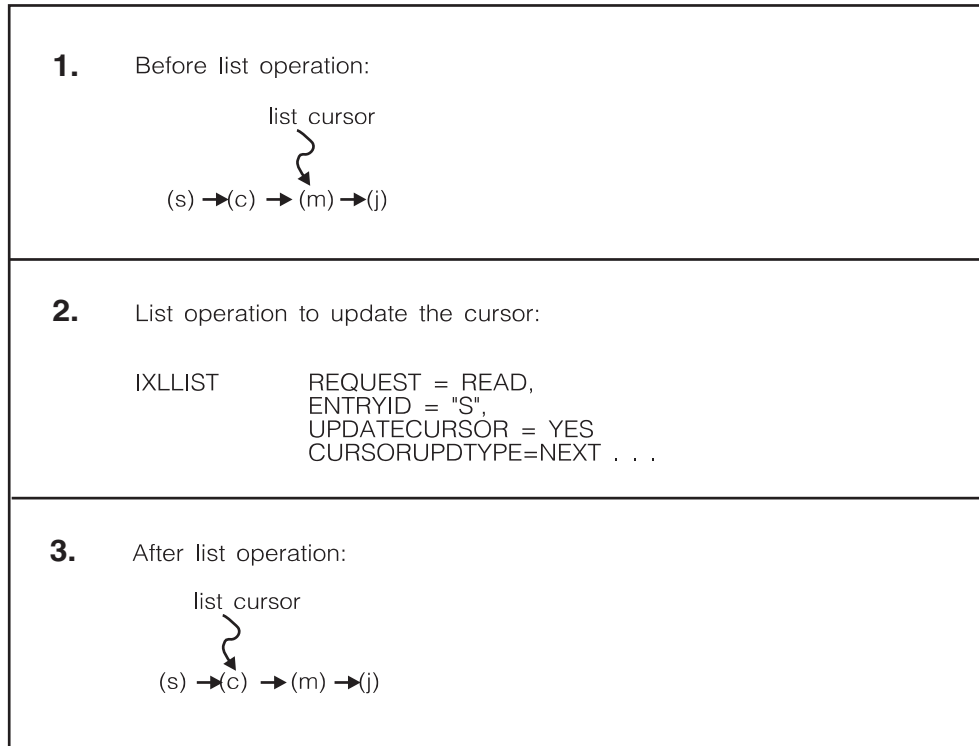 1. Before list operation:
list cursor
(s) → (c) → (m) → (j)
2. List operation to update the cursor:
IXLLIST REQUEST = READ,
ENTRYID = "S",
UPDATECURSOR = YES
CURSORUPDTYPE=NEXT . . .
3. After list operation:
list cursor
(s) → (c) → (m) → (j)